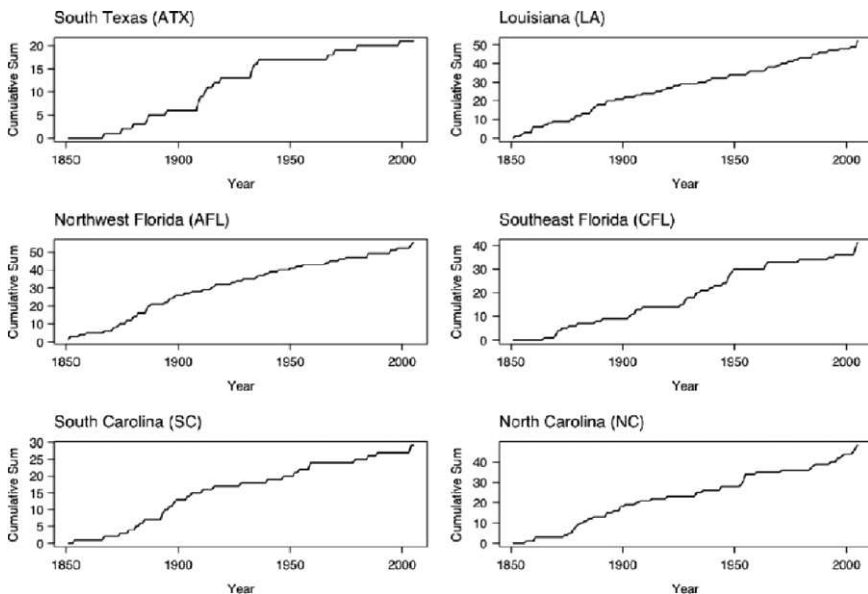 South Texas (ATX)
Cumulative Sum
20
15
10
5
0
1850 1900 1950 2000
Year
Louisiana (LA)
Cumulative Sum
50
40
30
20
10
0
1850 1900 1950 2000
Year
Northwest Florida (AFL)
Cumulative Sum
50
40
30
20
10
0
1850 1900 1950 2000
Year
Southeast Florida (CFL)
Cumulative Sum
40
30
20
10
0
1850 1900 1950 2000
Year
South Carolina (SC)
Cumulative Sum
30
25
20
15
10
5
0
1850 1900 1950 2000
Year
North Carolina (NC)
Cumulative Sum
40
30
20
10
0
1850 1900 1950 2000
Year